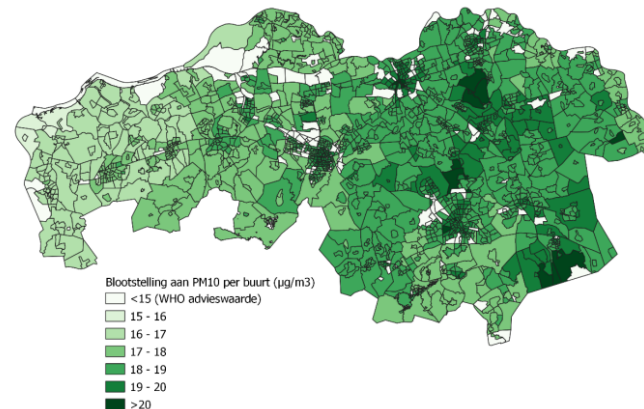 Blootstelling aan PM10 per buurt (µg/m3)
<15 (WHO advieswaarde)
15 - 16
16 - 17
17 - 18
18 - 19
19 - 20
>20